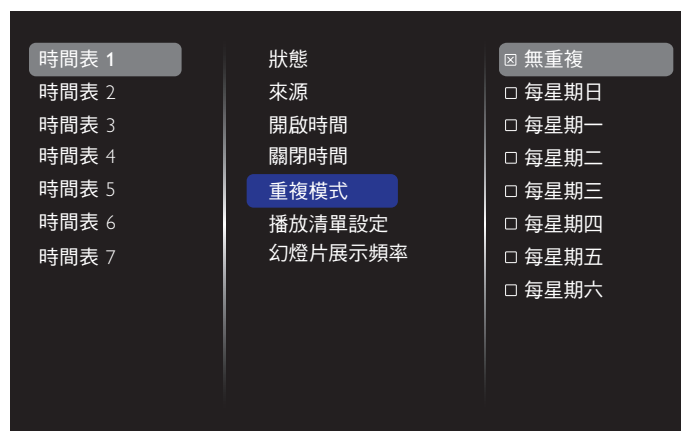 時間表 1
時間表 2
時間表 3
時間表 4
時間表 5
時間表 6
時間表 7
狀態
來源
開啟時間
關閉時間
重複模式
播放清單設定
幻燈片展示頻率
☒ 無重複
☐ 每星期日
☐ 每星期一
☐ 每星期二
☐ 每星期三
☐ 每星期四
☐ 每星期五
☐ 每星期六